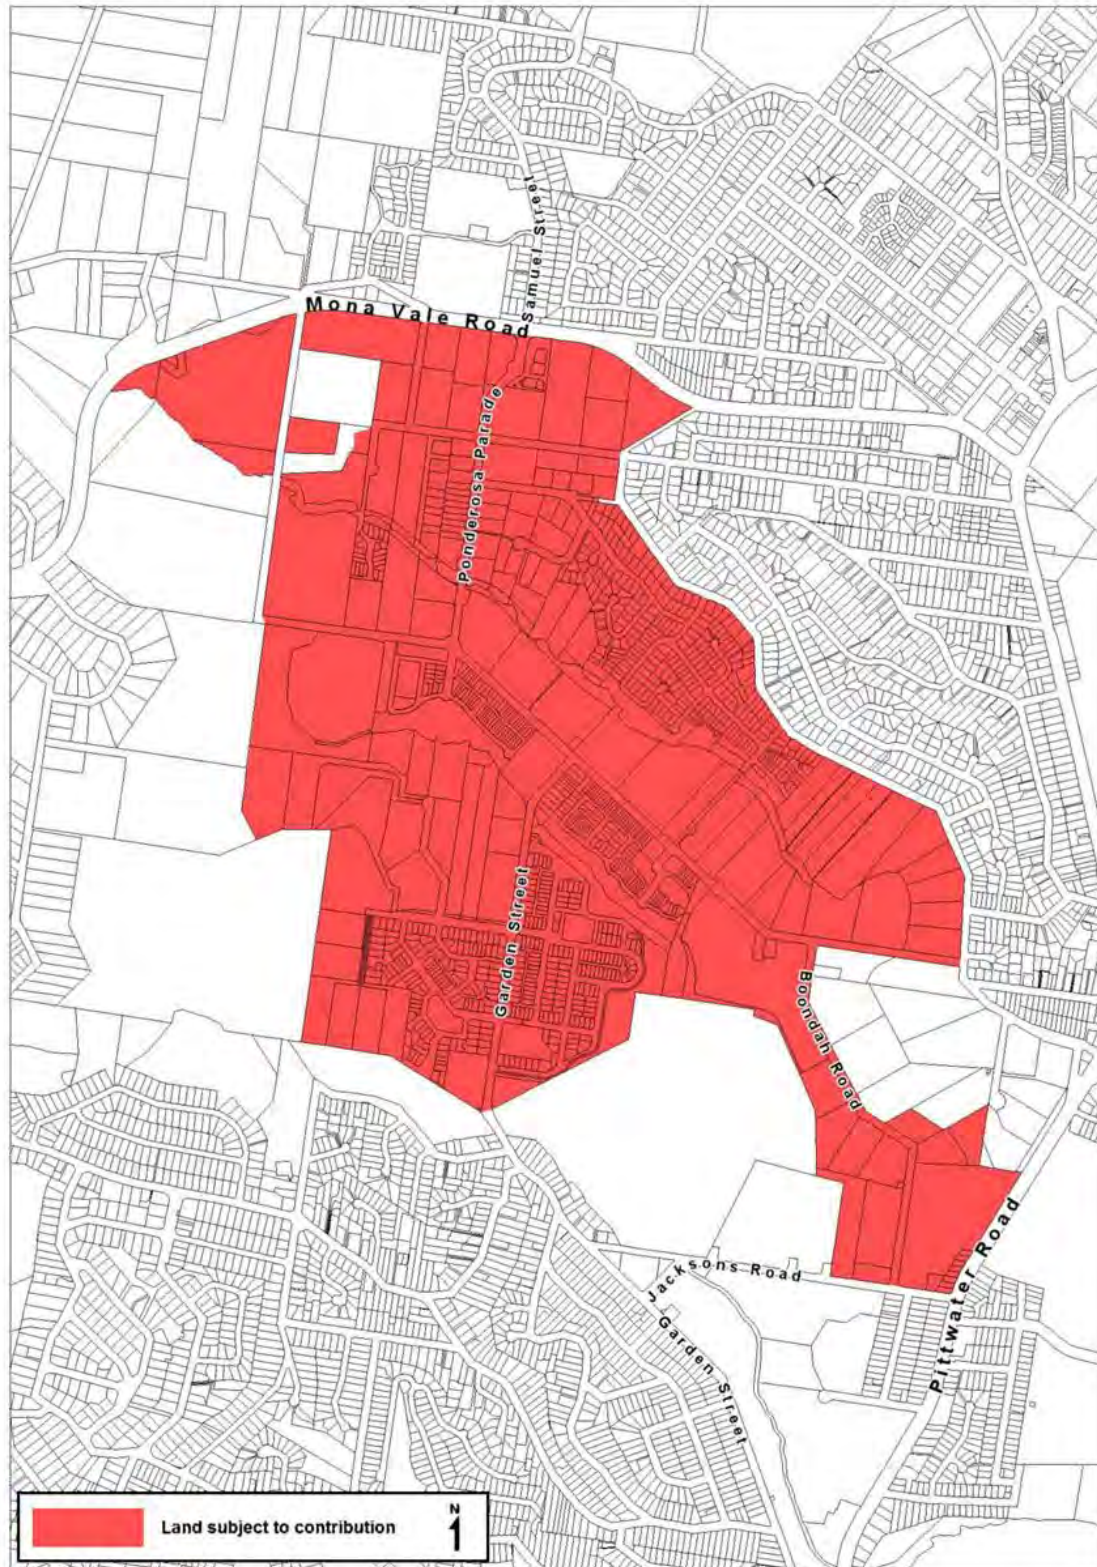 Samuel Street
Mona Vale Road
Ponderosa Parade
Garden Street
Boondah Road
Jacksons Road
Garden Street
Pittwater Road
Land subject to contribution
N